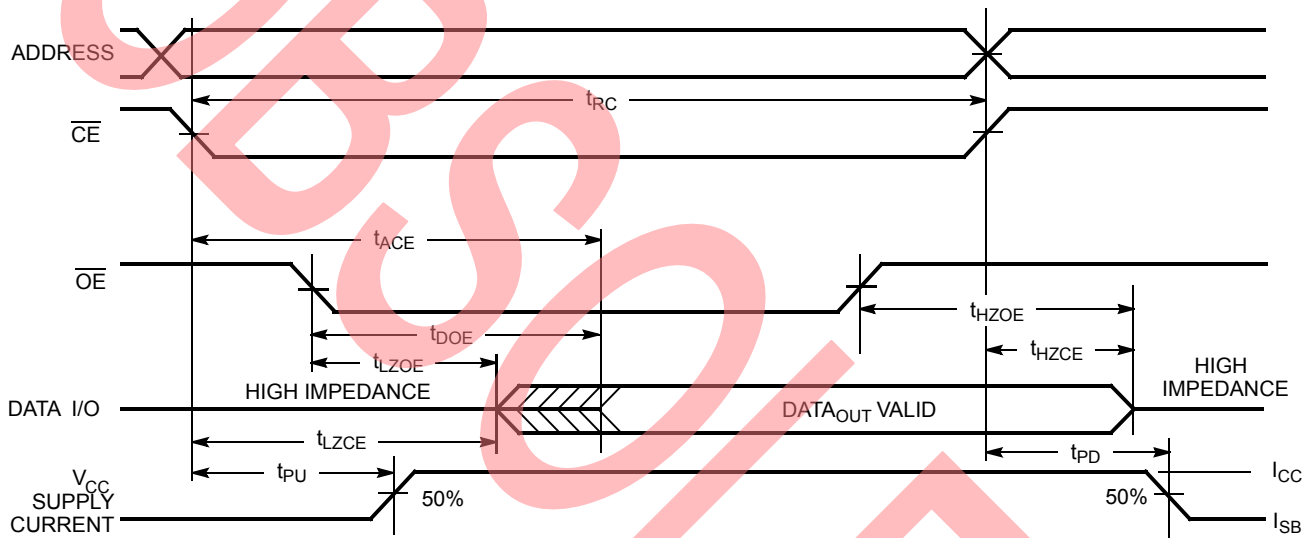 ADDRESS
tRC
CE
tACE
OE
tHZOE
tDOE
tHZCE
tLZOE
HIGH IMPEDANCE
HIGH
IMPEDANCE
DATA I/O
DATAOUT VALID
tLZCE
tPU
tPD
VCC
SUPPLY
CURRENT
50%
50%
ICC
ISB